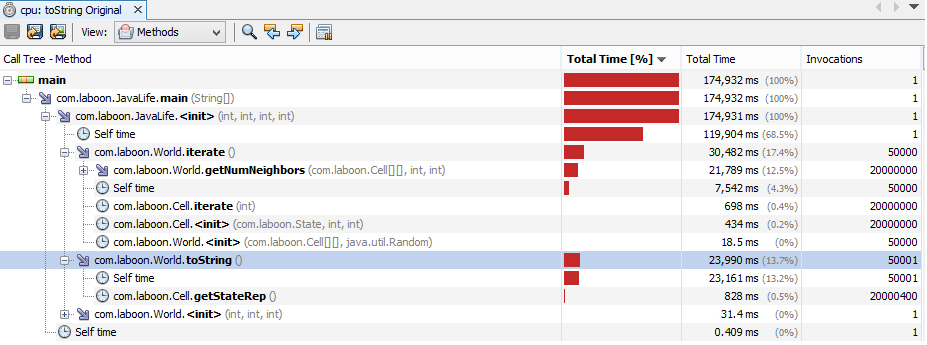 cpu: toString Original
View: Methods
Call Tree - Method Total Time [%] Total Time Invocations
main 174,932 ms (100%) 1
com.laboon.JavaLife.main (String[]) 174,932 ms (100%) 1
com.laboon.JavaLife.<init> (int, int, int, int) 174,931 ms (100%) 1
Self time 119,904 ms (68.5%) 1
com.laboon.World.iterate () 30,482 ms (17.4%) 50000
com.laboon.World.getNumNeighbors (com.laboon.Cell[][], int, int) 21,789 ms (12.5%) 20000000
Self time 7,542 ms (4.3%) 50000
com.laboon.Cell.iterate (int) 698 ms (0.4%) 20000000
com.laboon.Cell.<init> (com.laboon.State, int, int) 434 ms (0.2%) 20000000
com.laboon.World.<init> (com.laboon.Cell[][], java.util.Random) 18.5 ms (0%) 50000
com.laboon.World.toString () 23,990 ms (13.7%) 50001
Self time 23,161 ms (13.2%) 50001
com.laboon.Cell.getStateRep () 828 ms (0.5%) 20000400
com.laboon.World.<init> (int, int, int) 31.4 ms (0%) 1
Self time 0.409 ms (0%) 1